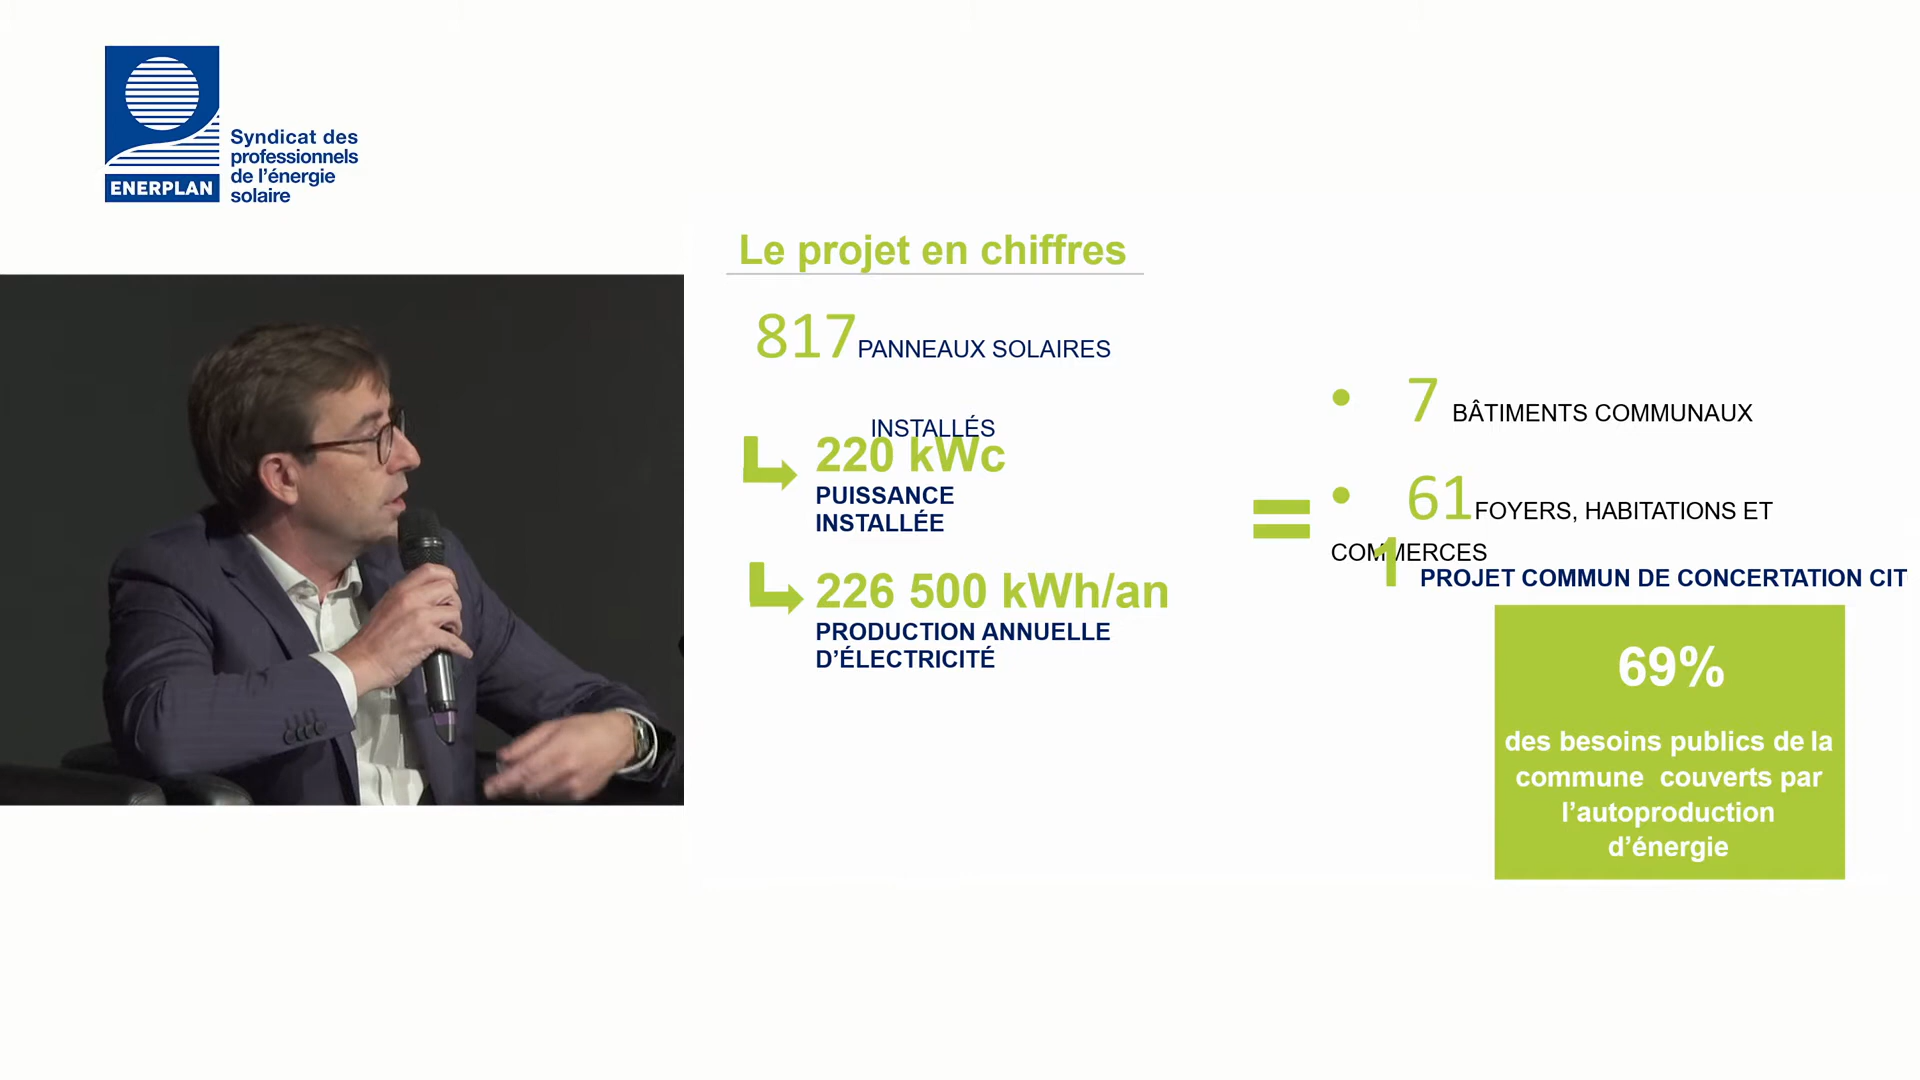 ENERPLAN
Syndicat des
professionnels
de l'énergie
solaire
Le projet en chiffres
817 PANNEAUX SOLAIRES
INSTALLÉS
220 kWc
PUISSANCE
INSTALLÉE
226 500 kWh/an
PRODUCTION ANNUELLE
D'ÉLECTRICITÉ
=
• 7 BÂTIMENTS COMMUNAUX
• 61 FOYERS, HABITATIONS ET
COMMERCES
1 PROJET COMMUN DE CONCERTATION CIT
69%
des besoins publics de la
commune couverts par
l'autoproduction
d'énergie